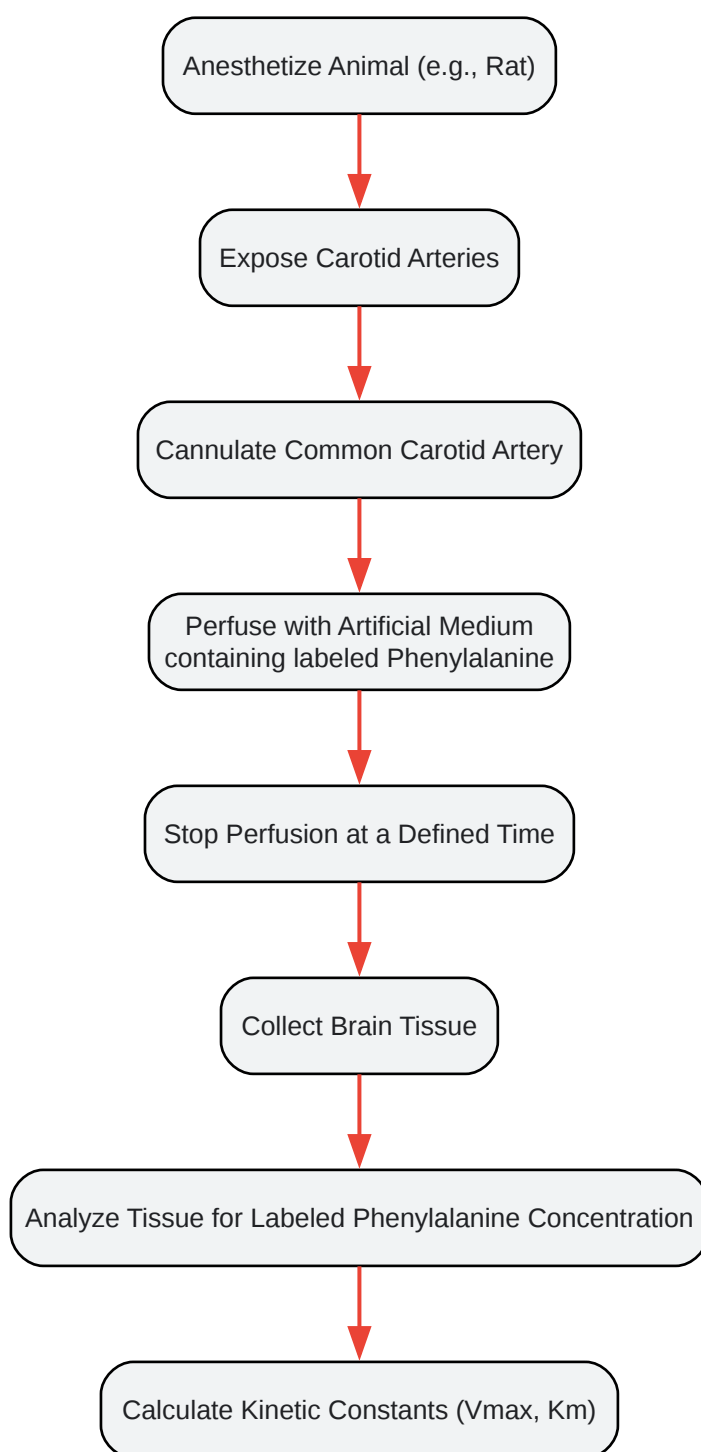 Anesthetize Animal (e.g., Rat)
Expose Carotid Arteries
Cannulate Common Carotid Artery
Perfuse with Artificial Medium
containing labeled Phenylalanine
Stop Perfusion at a Defined Time
Collect Brain Tissue
Analyze Tissue for Labeled Phenylalanine Concentration
Calculate Kinetic Constants (Vmax, Km)